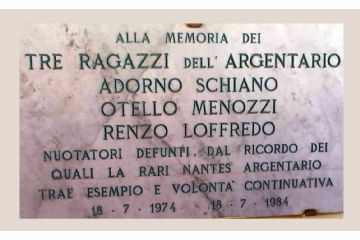 ALLA MEMORIA DEI
TRE RAGAZZI DELL'ARGENTARIO
ADORNO SCHIANO
OTELLO MENOZZI
RENZO LOFFREDO
NUOTATORI DEFUNTI. DAL RICORDO DEI
QUALI LA RARI NANTES ARGENTARIO
TRAE ESEMPIO E VOLONTA' CONTINUATIVA
18 - 7 - 1974 18 - 7 - 1984